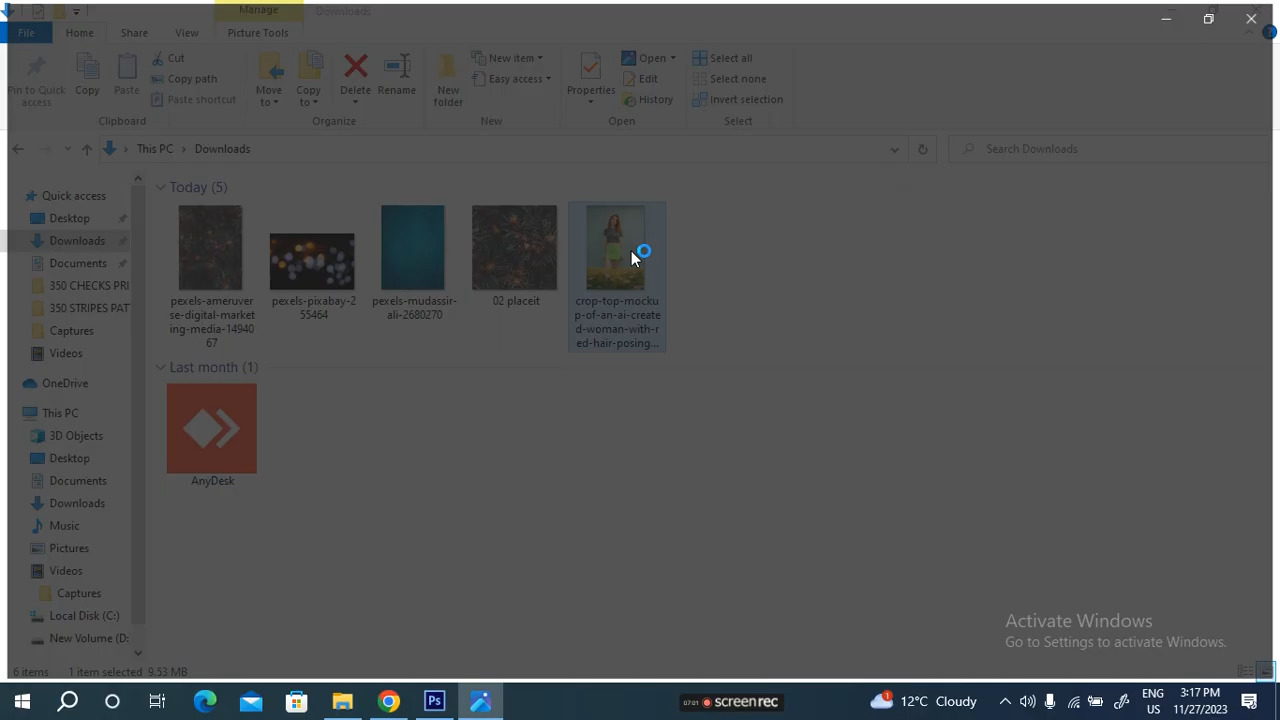 Manage
Downloads
File
Home
Share
View
Picture Tools
Pin to Quick
access
Copy
Paste
Cut
Copy path
Paste shortcut
Move
to
Copy
to
Delete
Rename
New
folder
New item
Easy access
Properties
Open
Edit
History
Select all
Select none
Invert selection
Clipboard
Organize
New
Open
Select
This PC
Downloads
Search Downloads
Quick access
Desktop
Downloads
Documents
350 CHECKS PRI
350 STRIPES PAT
Captures
Videos
OneDrive
This PC
3D Objects
Desktop
Documents
Downloads
Music
Pictures
Videos
Captures
Local Disk (C:)
New Volume (D:
Today (5)
pexels-ameruver
se-digital-market
ing-media-14940
67
pexels-pixabay-2
55464
pexels-mudassir-
ali-2680270
02 placeit
crop-top-mocku
p-of-an-ai-create
d-woman-with-r
ed-hair-posing...
Last month (1)
AnyDesk
Activate Windows
Go to Settings to activate Windows.
6 items
1 item selected
9.53 MB
Ps
07:01
screen rec
1
12°C Cloudy
ENG
US
3:17 PM
11/27/2023